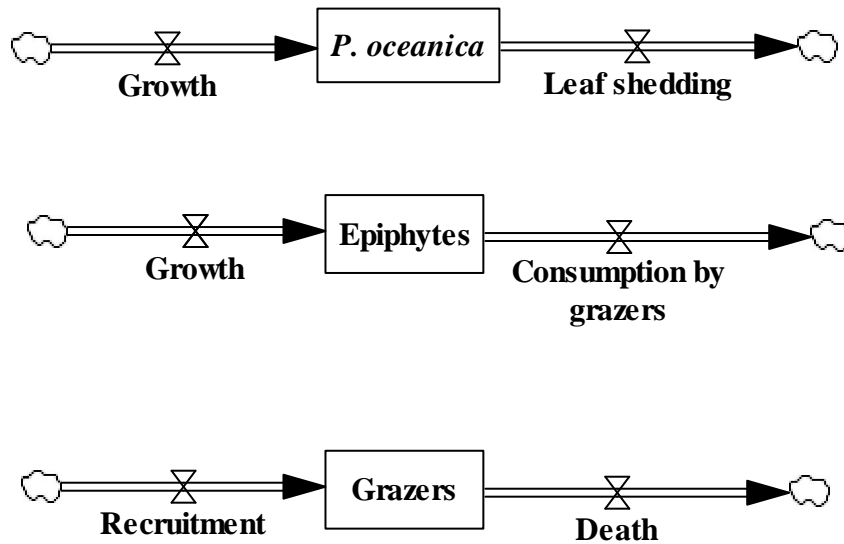 P. oceanica
Growth
Leaf shedding
Epiphytes
Growth
Consumption by
grazers
Grazers
Recruitment
Death